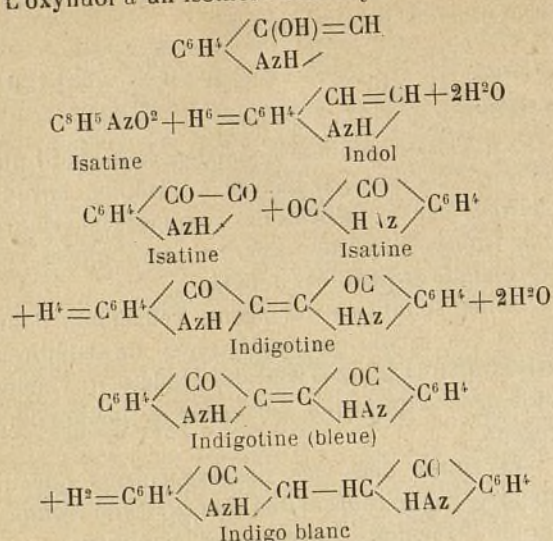 L'oxyndol a un isomère
C(OH)=CH
C⁶H⁴
AzH
CH=CH+2H²O
C⁸H⁵AzO²+H⁶=C⁶H⁴
AzH
Isatine Indol
CO—CO CO
C⁶H⁴ +OC C⁶H⁴
AzH HAz
Isatine Isatine
CO OC
+H⁴=C⁶H⁴ C=C C⁶H⁴+2H²O
AzH HAz
Indigotine
CO OC
C⁶H⁴ C=C C⁶H⁴
AzH HAz
Indigotine (bleue)
OC CO
+H²=C⁶H⁴ CH—HC C⁶H⁴
AzH HAz
Indigo blanc